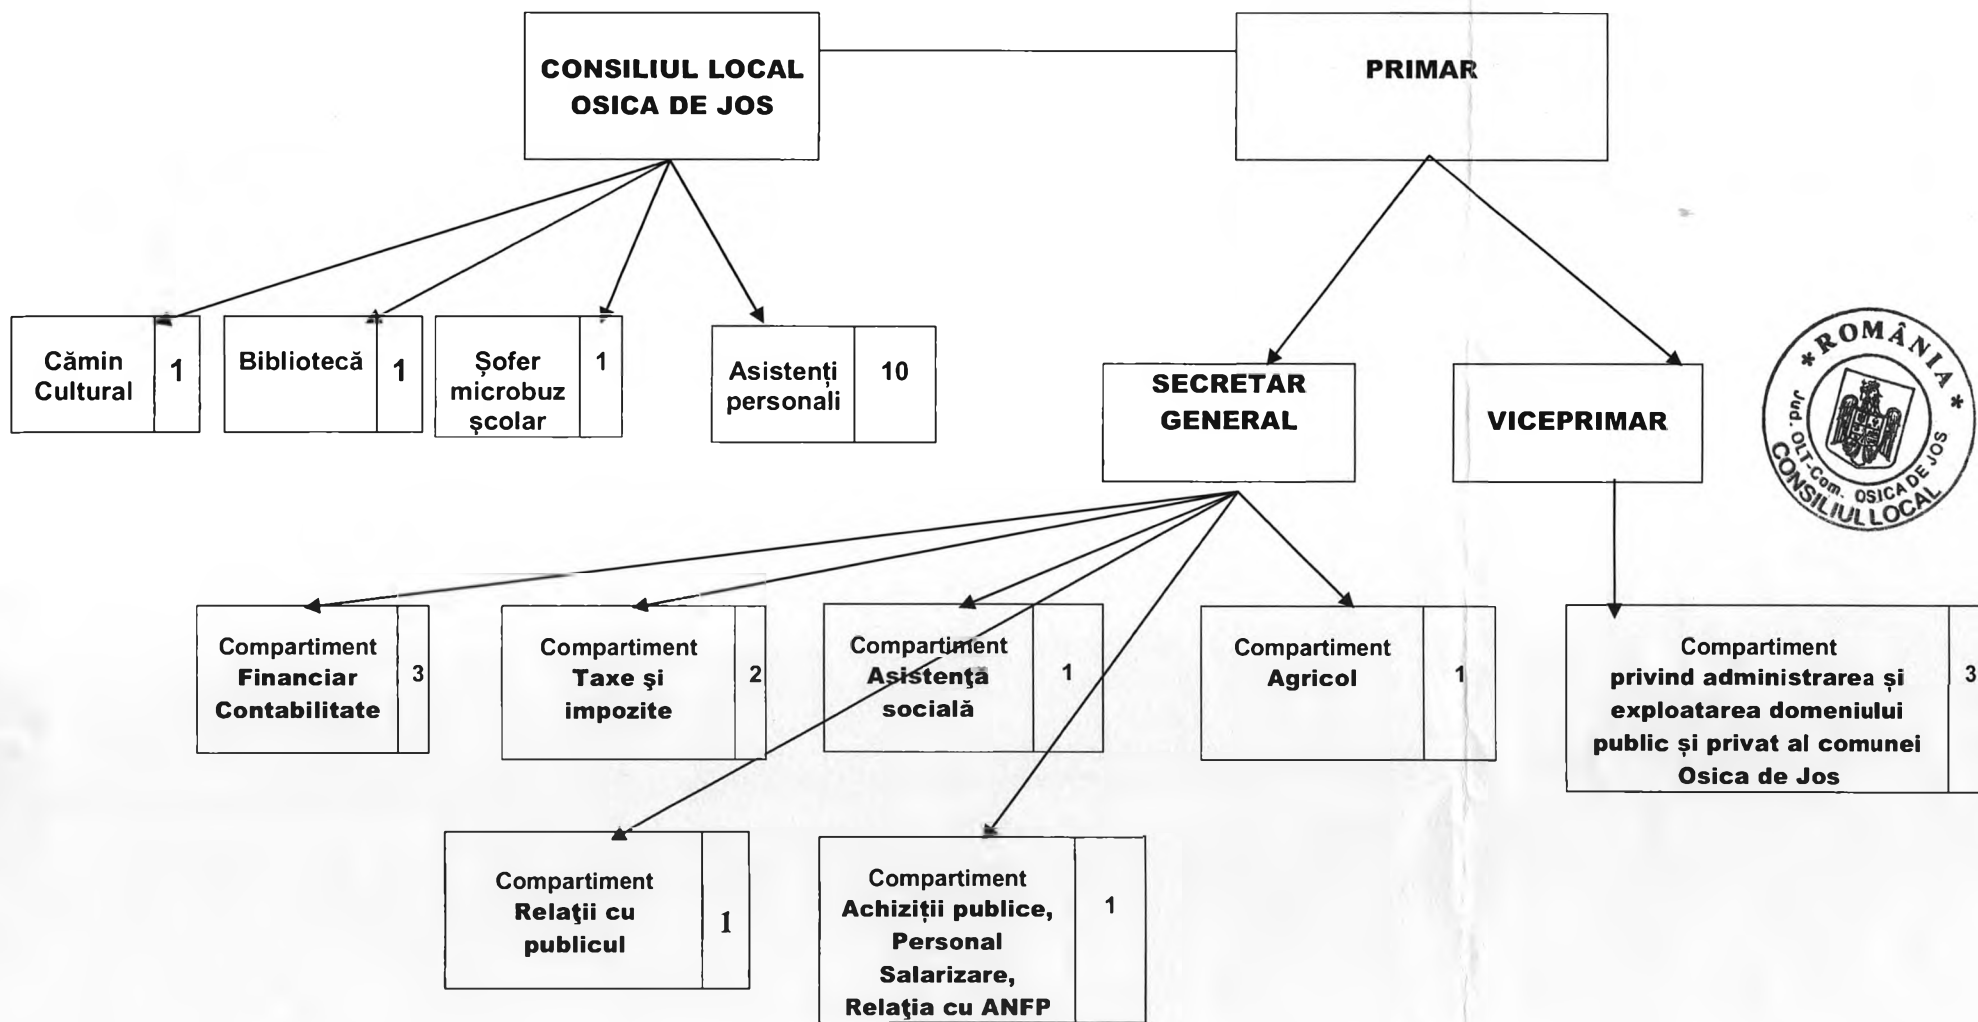 CONSILIUL LOCAL
OSICA DE JOS
PRIMAR
Cămin
Cultural
1
Bibliotecă
1
Șofer
microbuz
școlar
1
Asistenți
personali
10
SECRETAR
GENERAL
VICEPRIMAR
* ROMÂNIA *
Jud. OLT-Com. OSICA DE JOS
CONSILIUL LOCAL
Compartiment
Financiar
Contabilitate
3
Compartiment
Taxe şi
impozite
2
Compartiment
Asistenţă
socială
1
Compartiment
Agricol
1
Compartiment
privind administrarea și
exploatarea domeniului
public și privat al comunei
Osica de Jos
3
Compartiment
Relaţii cu
publicul
1
Compartiment
Achiziții publice,
Personal
Salarizare,
Relaţia cu ANFP
1